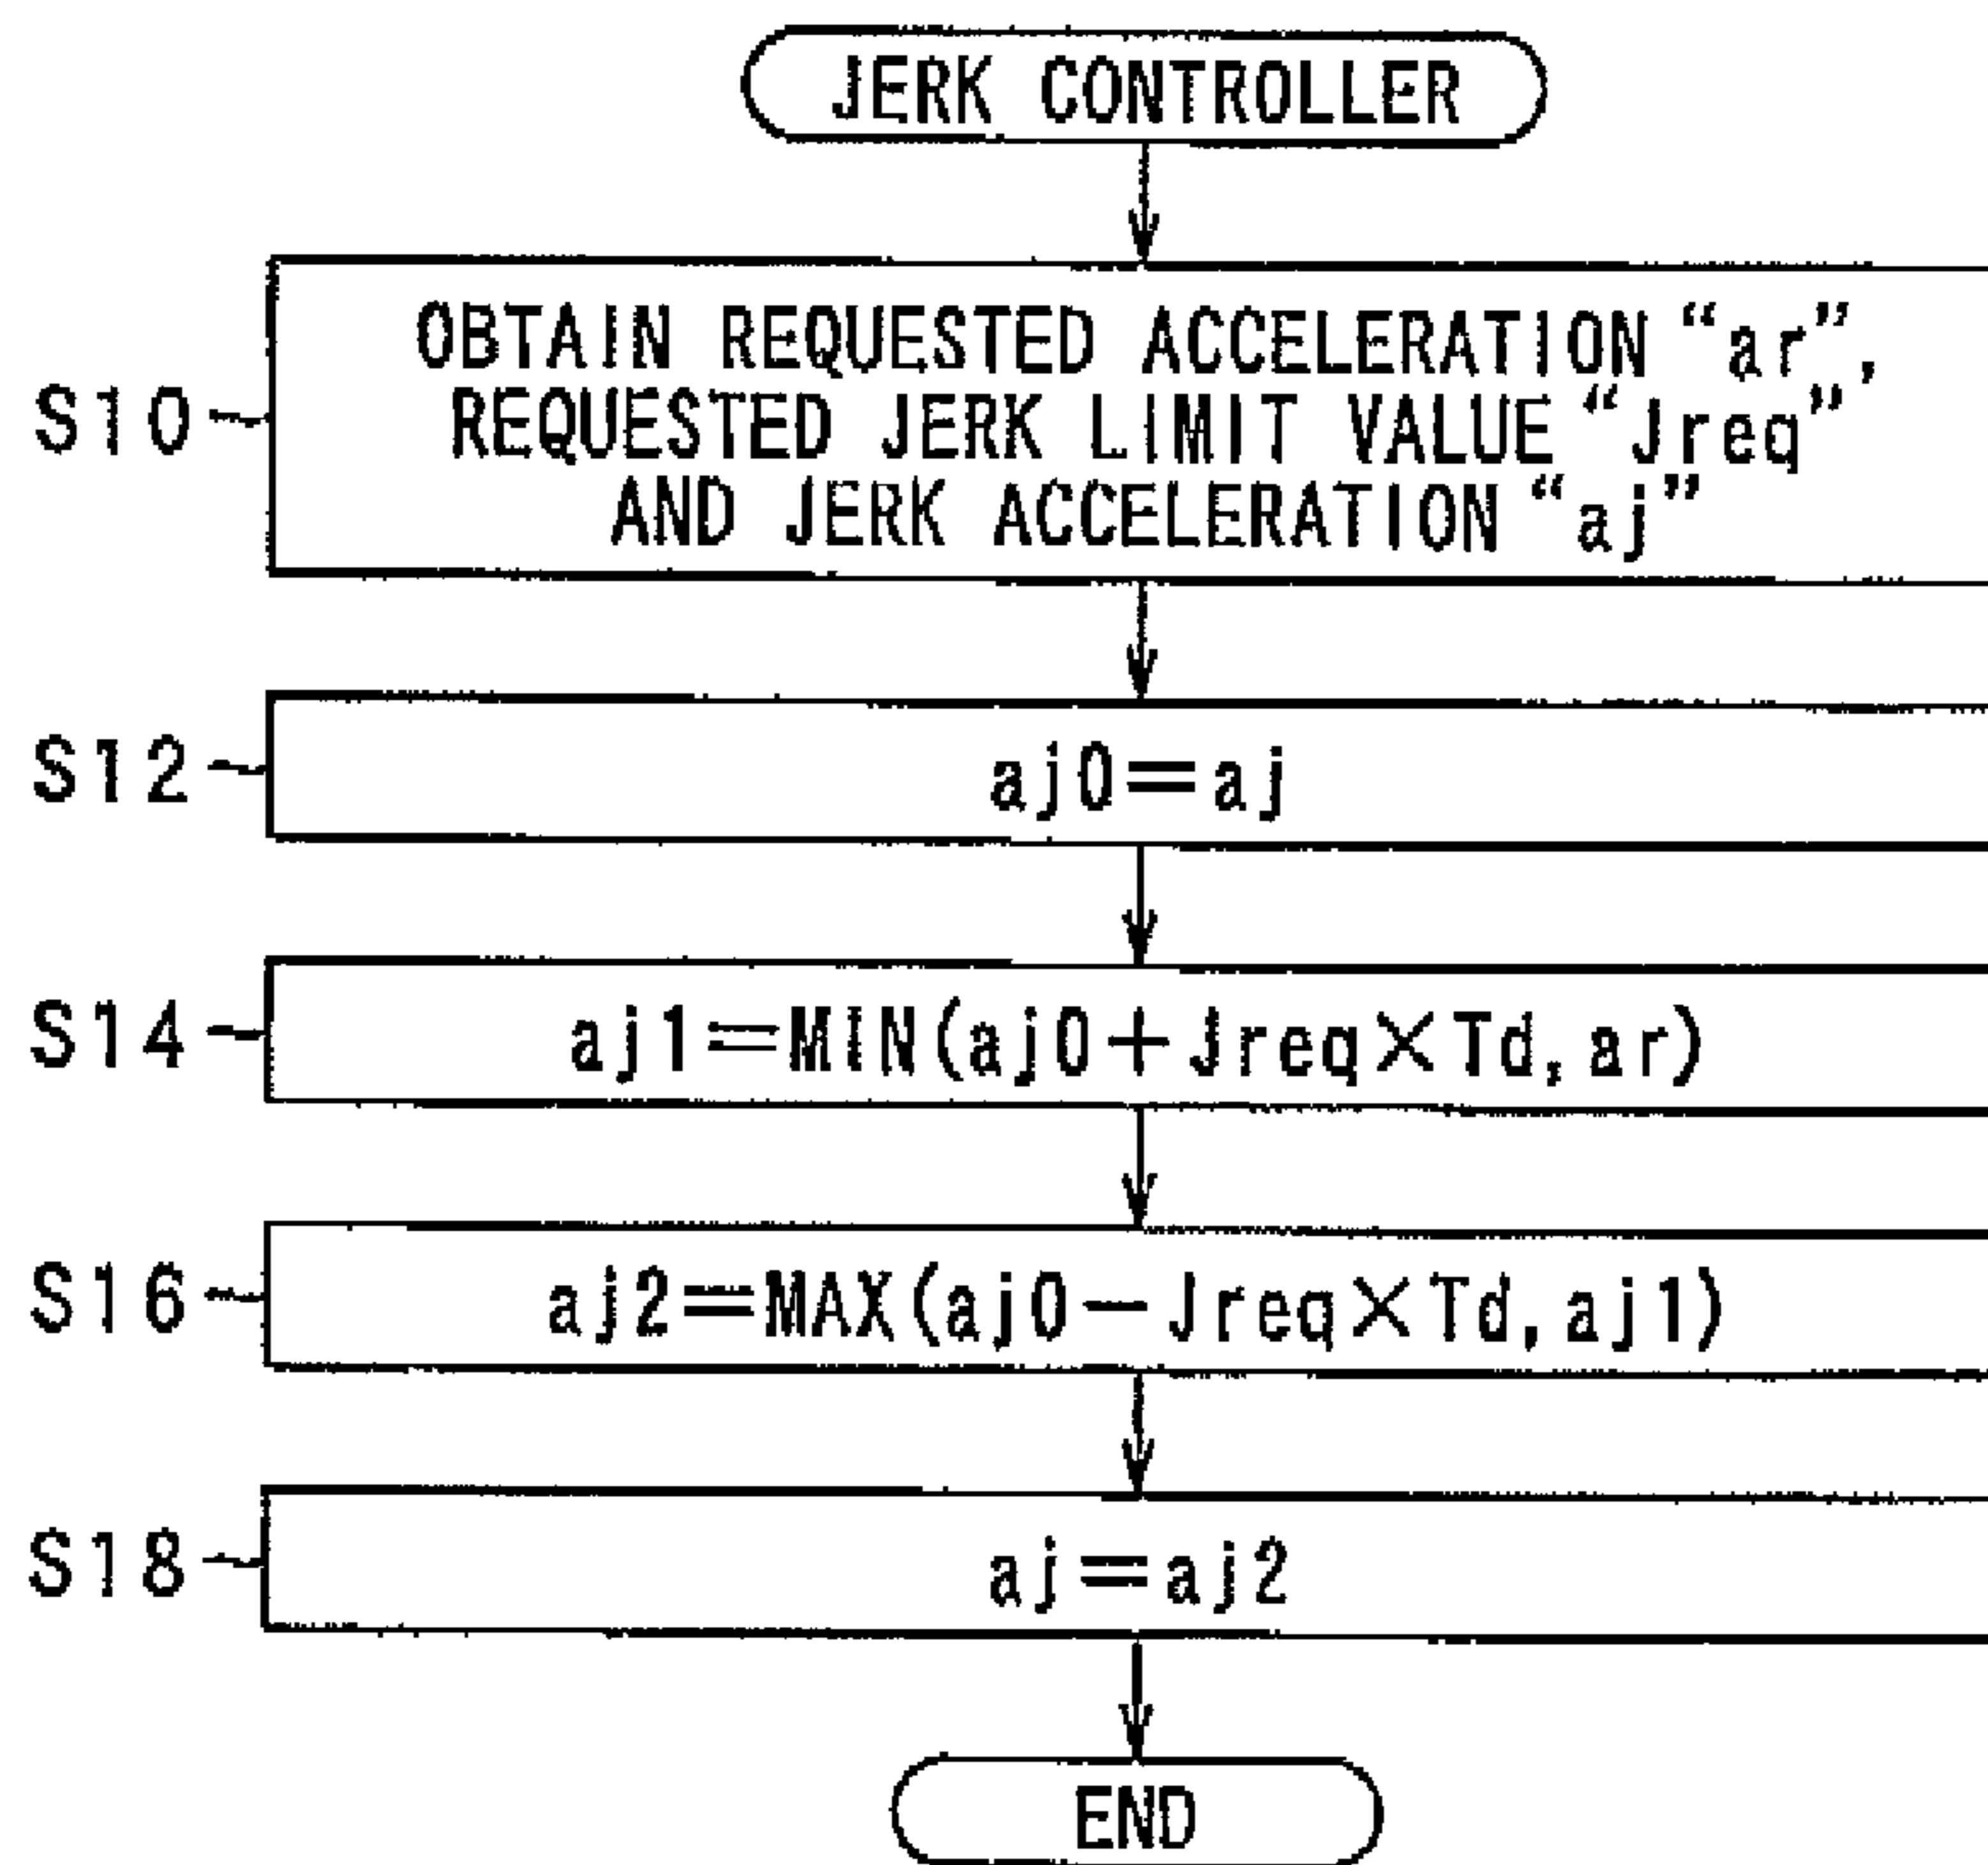 JERK CONTROLLER
S10
OBTAIN REQUESTED ACCELERATION “ar”,
REQUESTED JERK LIMIT VALUE “Jreq”
AND JERK ACCELERATION “aj”
S12
aj0=aj
S14
aj1=MIN(aj0+Jreq×Td, ar)
S16
aj2=MAX(aj0−Jreq×Td, aj1)
S18
aj=aj2
END